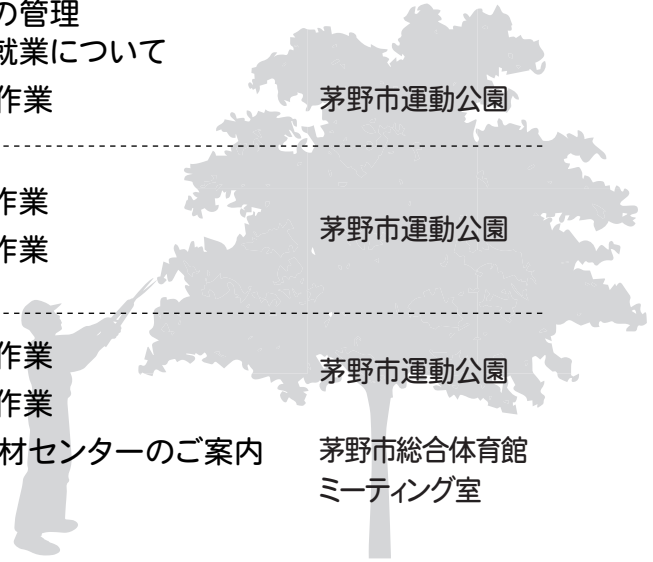 の管理
就業について
作業
茅野市運動公園
作業
作業
茅野市運動公園
作業
作業
茅野市運動公園
材センターのご案内
茅野市総合体育館
ミーティング室